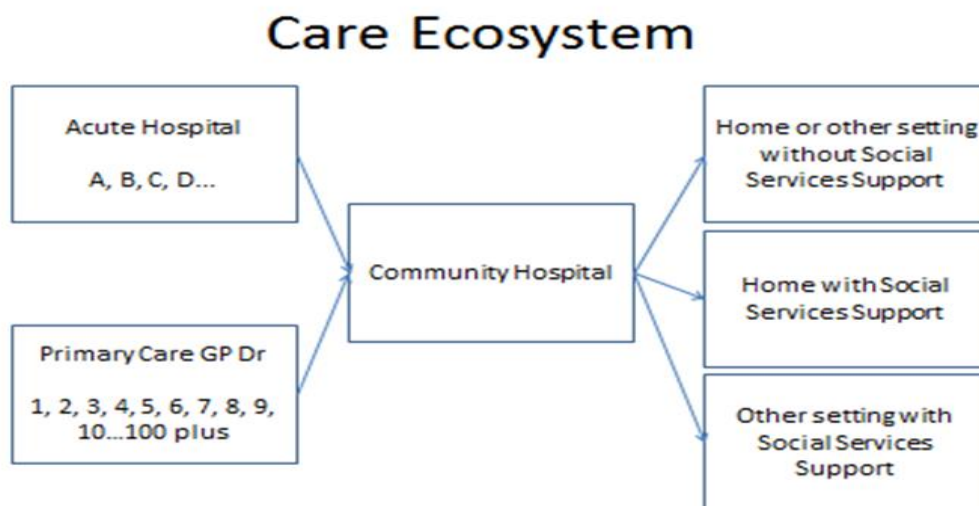 Care Ecosystem
Acute Hospital
A, B, C, D...
Primary Care GP Dr
1, 2, 3, 4, 5, 6, 7, 8, 9,
10...100 plus
Community Hospital
Home or other setting
without Social
Services Support
Home with Social
Services Support
Other setting with
Social Services
Support